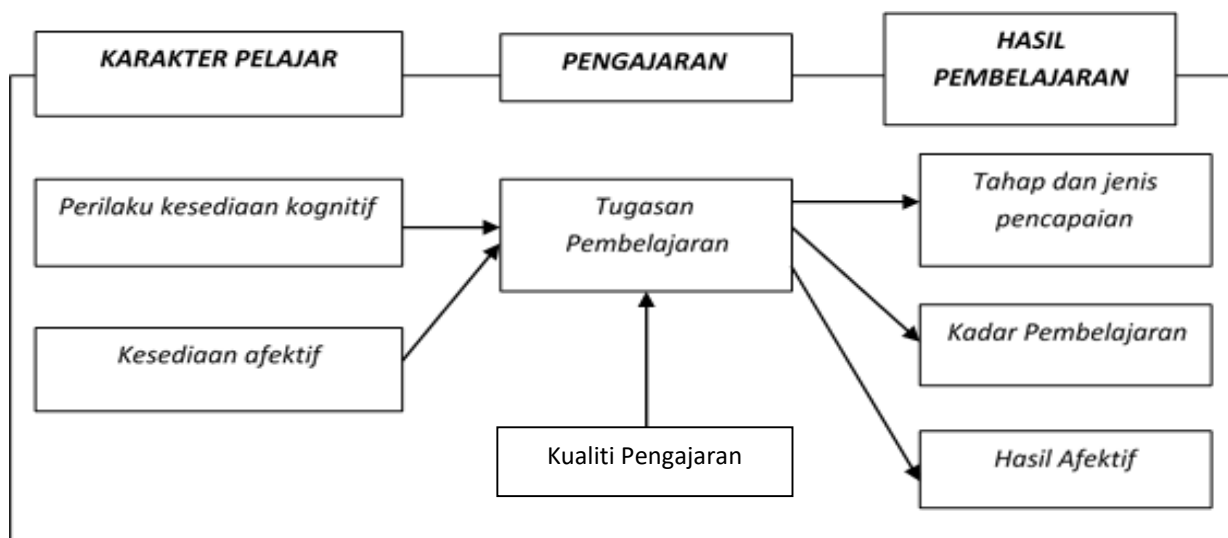 KARAKTER PELAJAR
PENGAJARAN
HASIL
PEMBELAJARAN
Perilaku kesediaan kognitif
Tugasan
Pembelajaran
Tahap dan jenis
pencapaian
Kesediaan afektif
Kadar Pembelajaran
Kualiti Pengajaran
Hasil Afektif